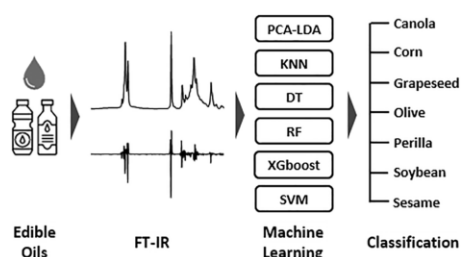 PCA-LDA
KNN
DT
RF
XGboost
SVM
Canola
Corn
Grapeseed
Olive
Perilla
Soybean
Sesame
Edible
Oils
FT-IR
Machine
Learning
Classification